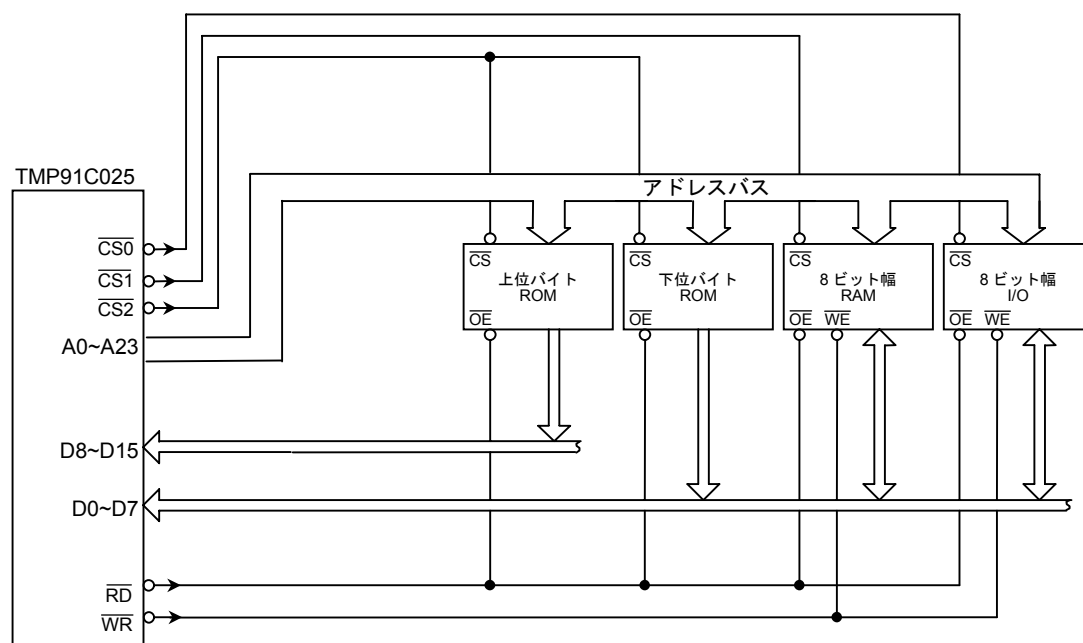 TMP91C025
CS0
CS1
CS2
A0~A23
D8~D15
D0~D7
RD
WR
アドレスバス
CS
上位バイト
ROM
OE
CS
下位バイト
ROM
OE
CS
8 ビット幅
RAM
OE WE
CS
8 ビット幅
I/O
OE WE